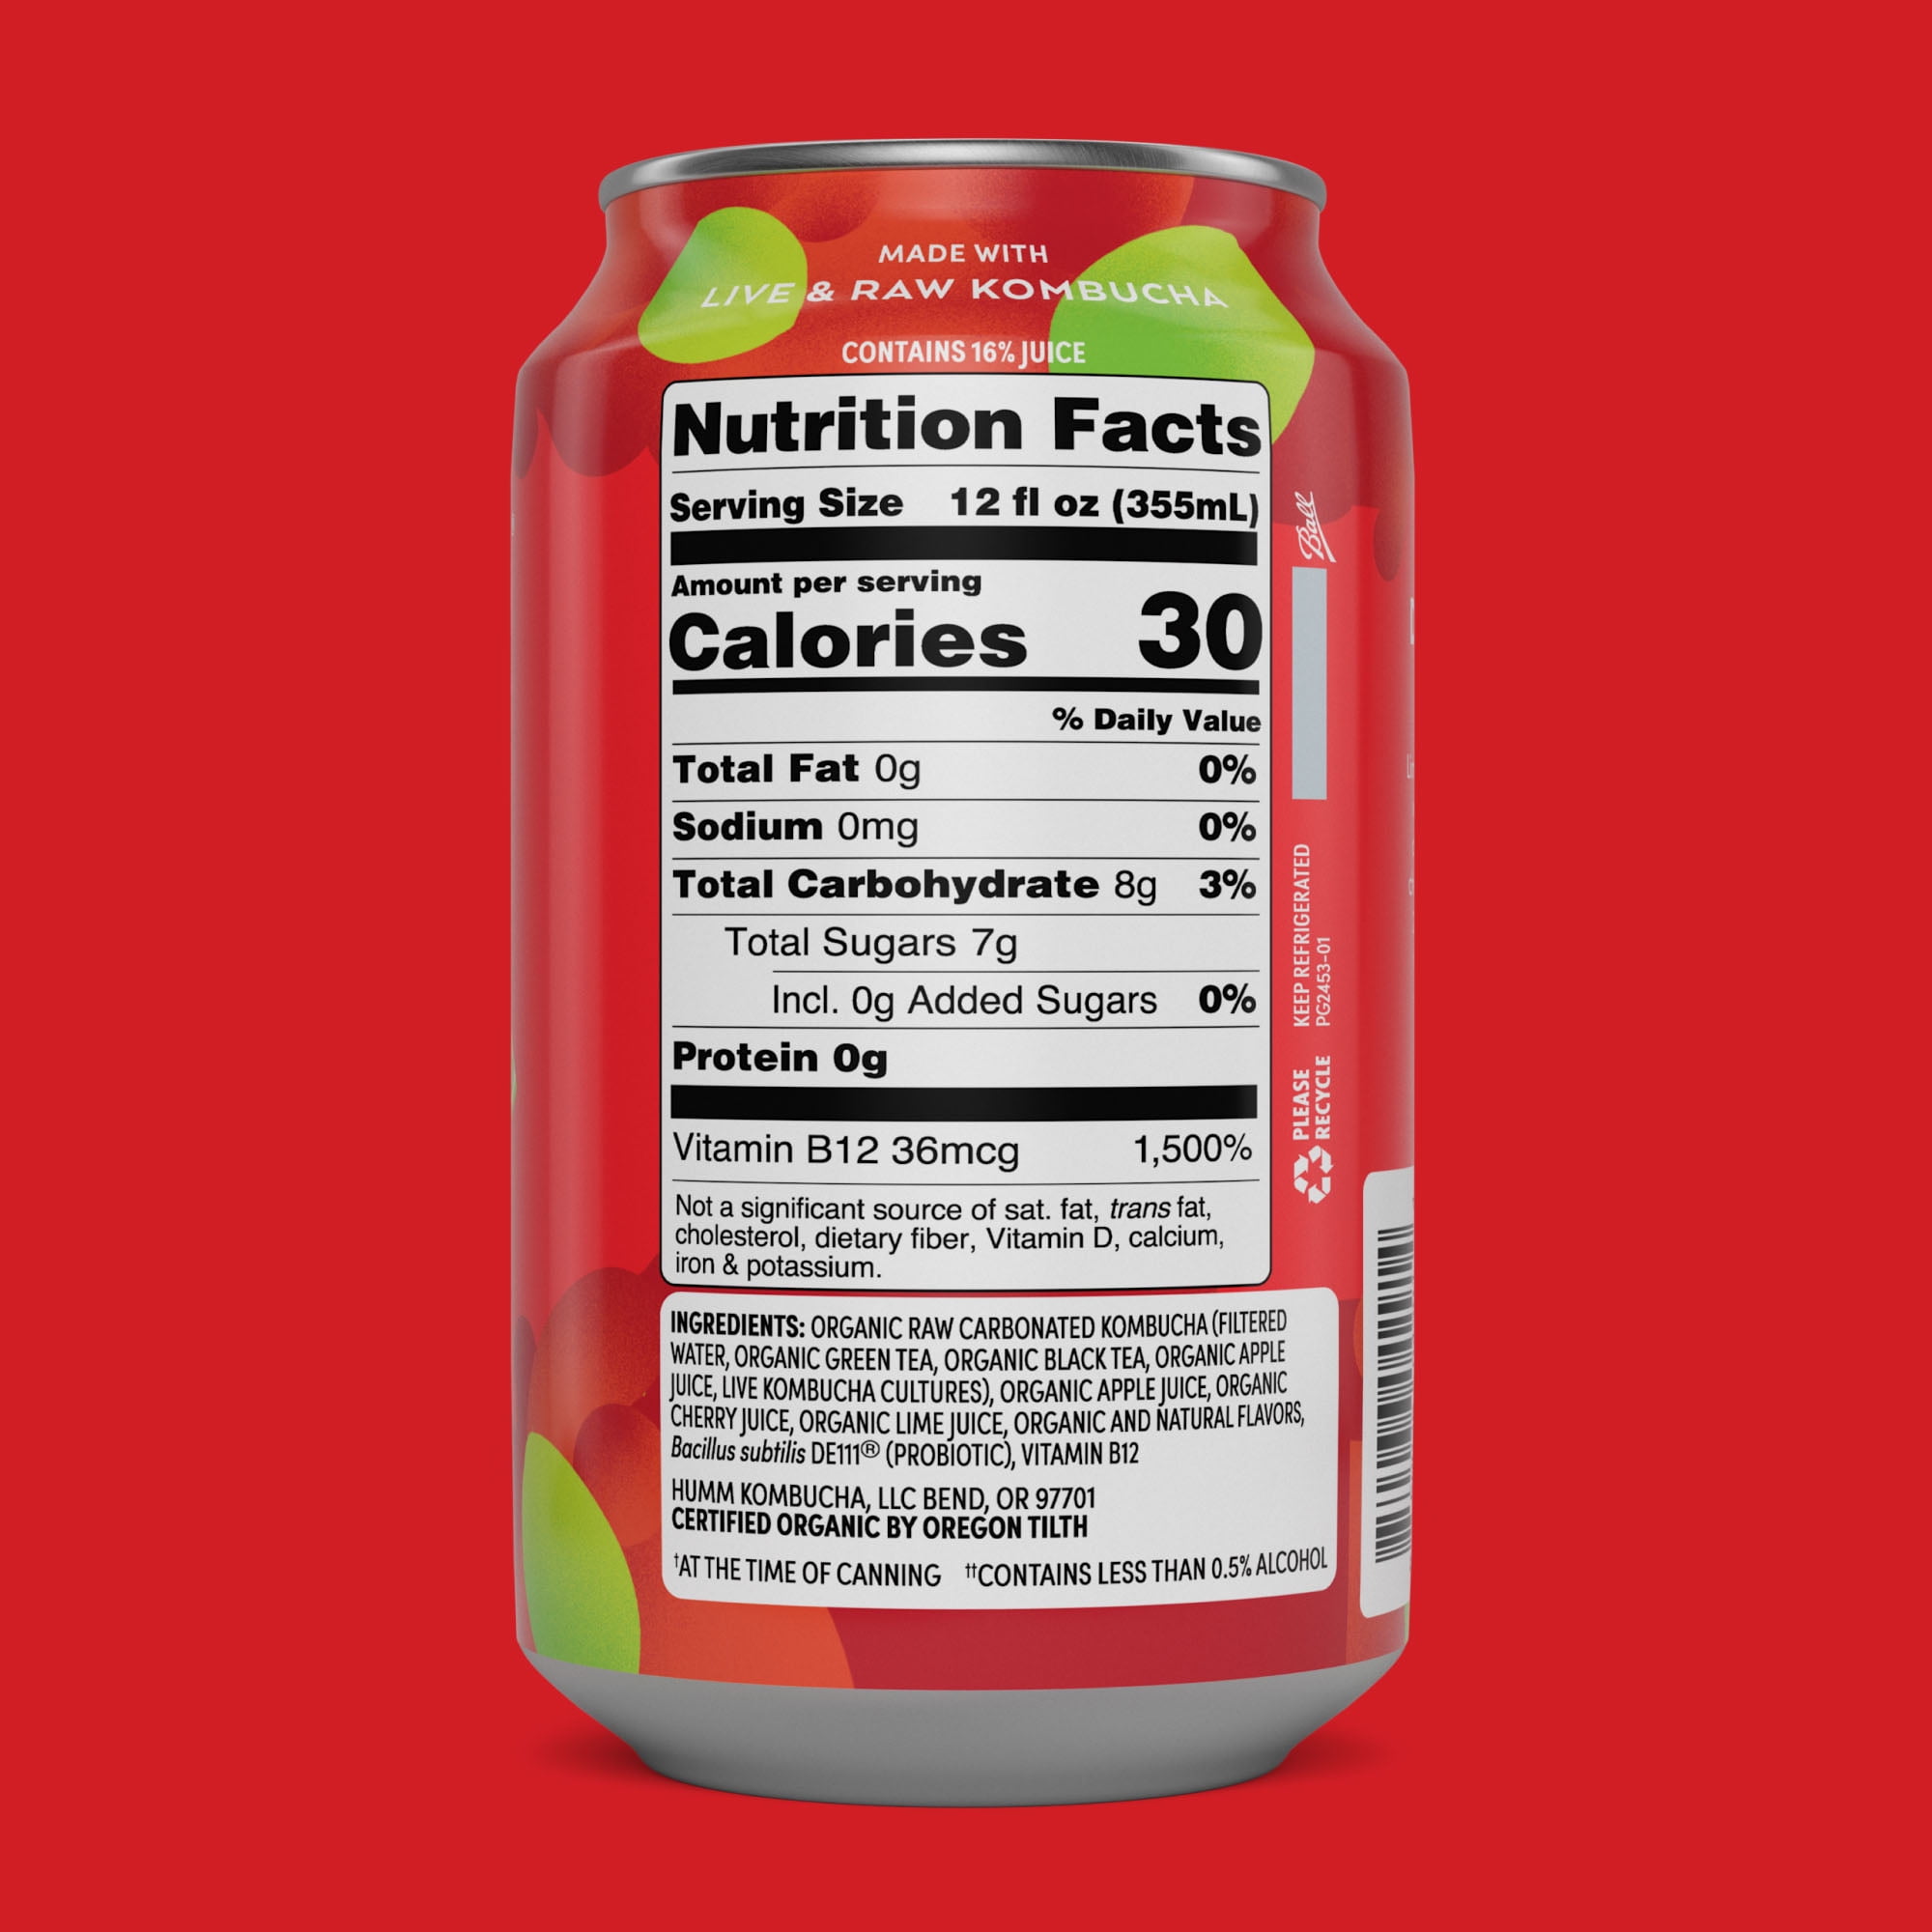 MADE WITH
LIVE & RAW KOMBUCHA
CONTAINS 16% JUICE
Nutrition Facts
Serving Size 12 fl oz (355mL)
Amount per serving
Calories 30
% Daily Value
Total Fat 0g 0%
Sodium 0mg 0%
Total Carbohydrate 8g 3%
Total Sugars 7g
Incl. 0g Added Sugars 0%
Protein 0g
Vitamin B12 36mcg 1,500%
Not a significant source of sat. fat, trans fat,
cholesterol, dietary fiber, Vitamin D, calcium,
iron & potassium.
INGREDIENTS: ORGANIC RAW CARBONATED KOMBUCHA (FILTERED
WATER, ORGANIC GREEN TEA, ORGANIC BLACK TEA, ORGANIC APPLE
JUICE, LIVE KOMBUCHA CULTURES), ORGANIC APPLE JUICE, ORGANIC
CHERRY JUICE, ORGANIC LIME JUICE, ORGANIC AND NATURAL FLAVORS,
Bacillus subtilis DE111® (PROBIOTIC), VITAMIN B12
HUMM KOMBUCHA, LLC BEND, OR 97701
CERTIFIED ORGANIC BY OREGON TILTH
†AT THE TIME OF CANNING ††CONTAINS LESS THAN 0.5% ALCOHOL
Ball
KEEP REFRIGERATED
PG2453-01
PLEASE
RECYCLE